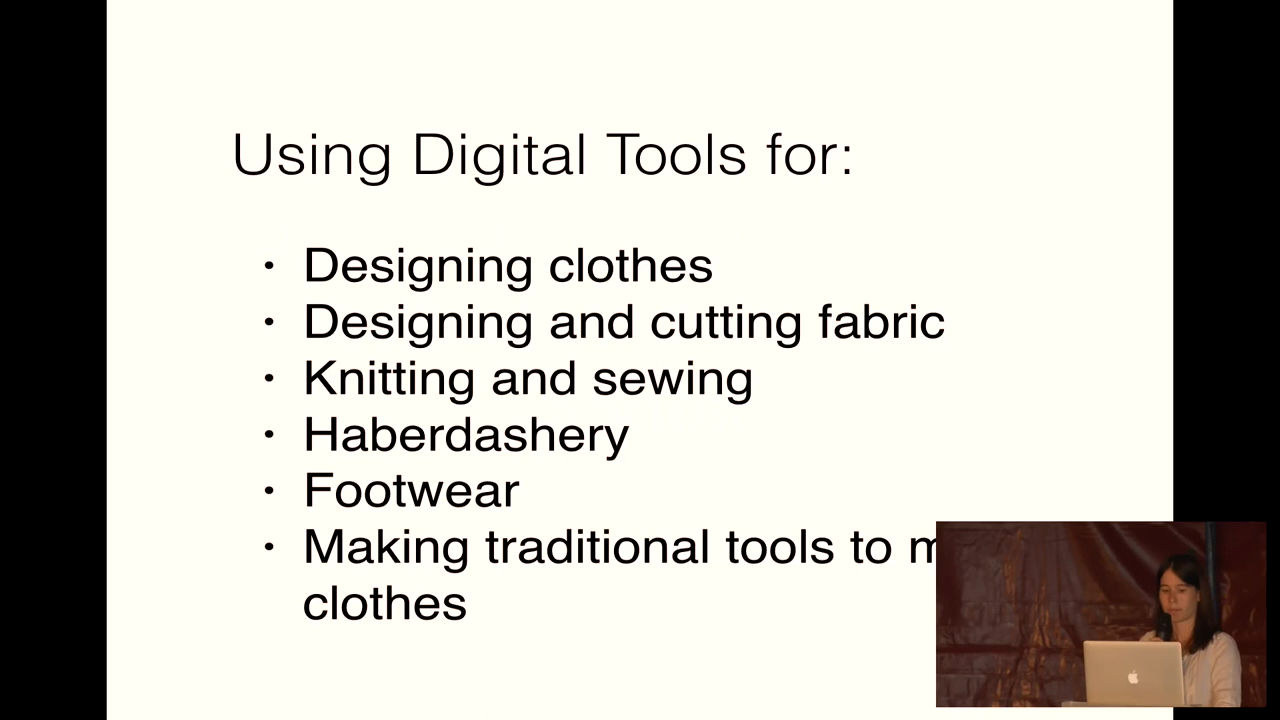 Using Digital Tools for:
• Designing clothes
• Designing and cutting fabric
• Knitting and sewing
• Haberdashery
• Footwear
• Making traditional tools to
clothes